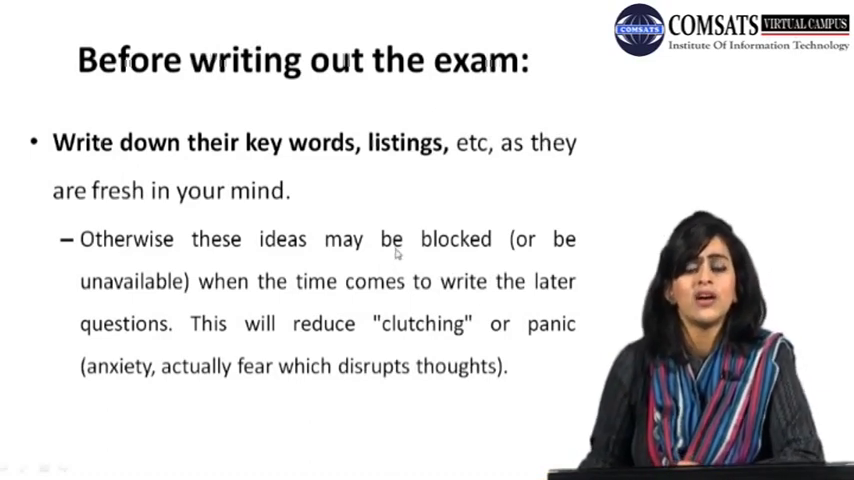 COMSATS VIRTUAL CAMPUS
Institute Of Information Technology
COMSATS
Before writing out the exam:
• Write down their key words, listings, etc, as they
are fresh in your mind.
– Otherwise these ideas may be blocked (or be
unavailable) when the time comes to write the later
questions. This will reduce "clutching" or panic
(anxiety, actually fear which disrupts thoughts).